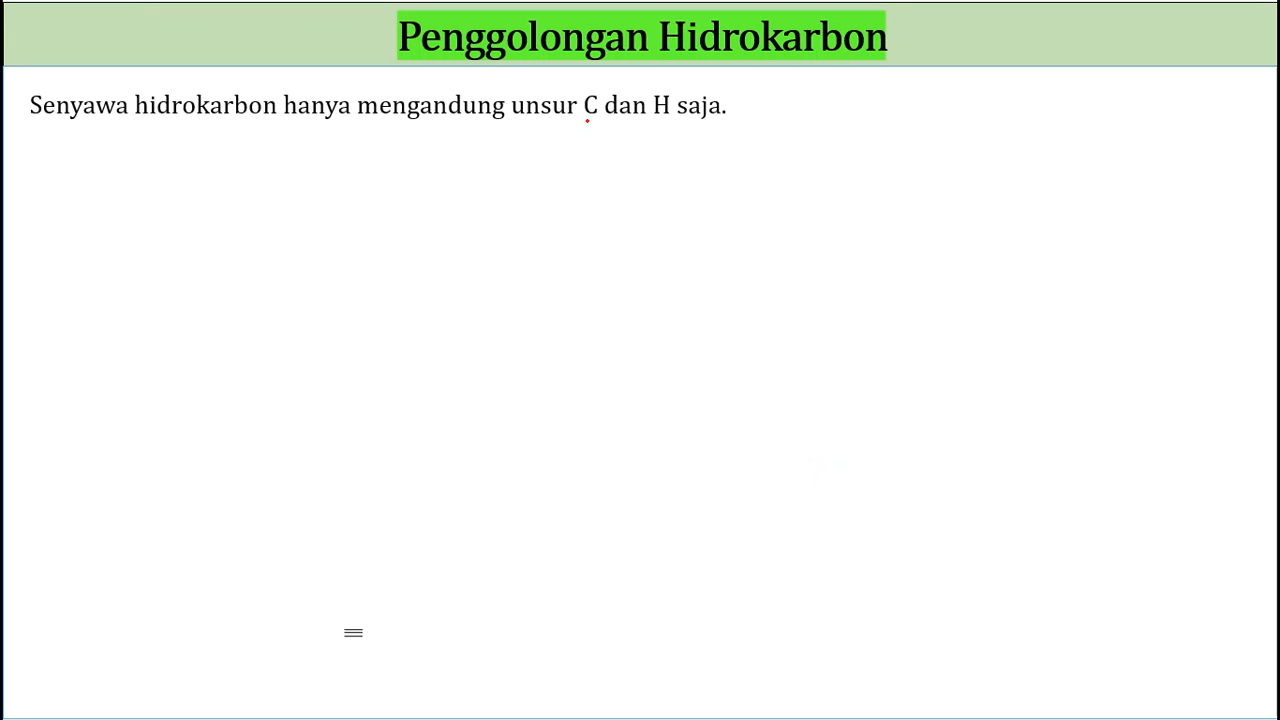 Penggolongan Hidrokarbon
Senyawa hidrokarbon hanya mengandung unsur C dan H saja.
≡